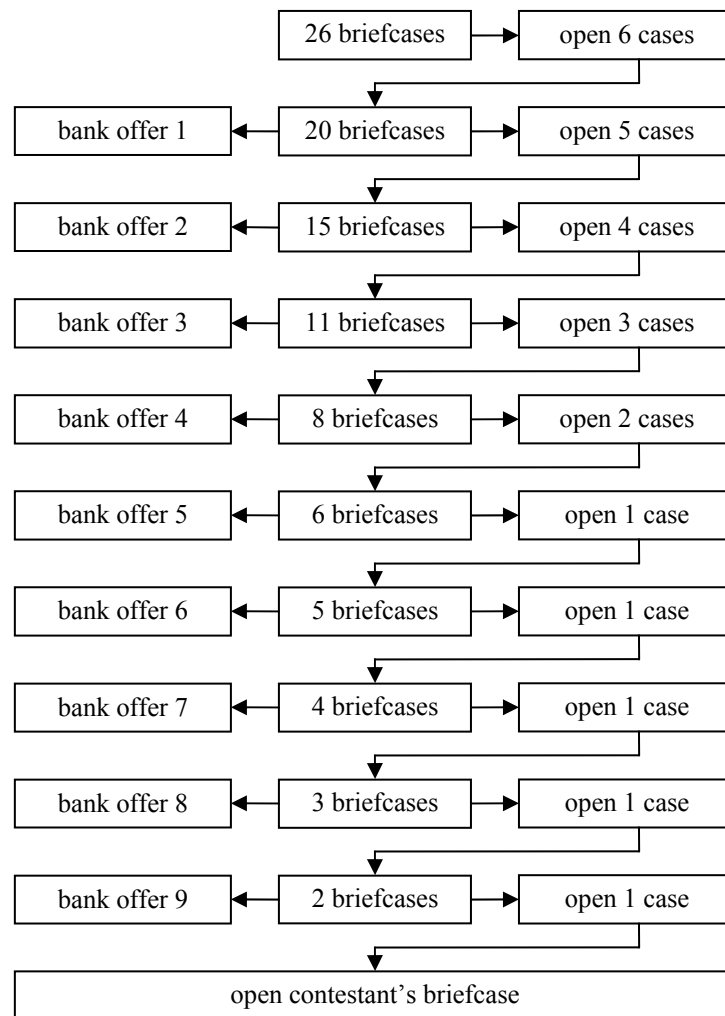 26 briefcases open 6 cases
bank offer 1 20 briefcases open 5 cases
bank offer 2 15 briefcases open 4 cases
bank offer 3 11 briefcases open 3 cases
bank offer 4 8 briefcases open 2 cases
bank offer 5 6 briefcases open 1 case
bank offer 6 5 briefcases open 1 case
bank offer 7 4 briefcases open 1 case
bank offer 8 3 briefcases open 1 case
bank offer 9 2 briefcases open 1 case
open contestant’s briefcase